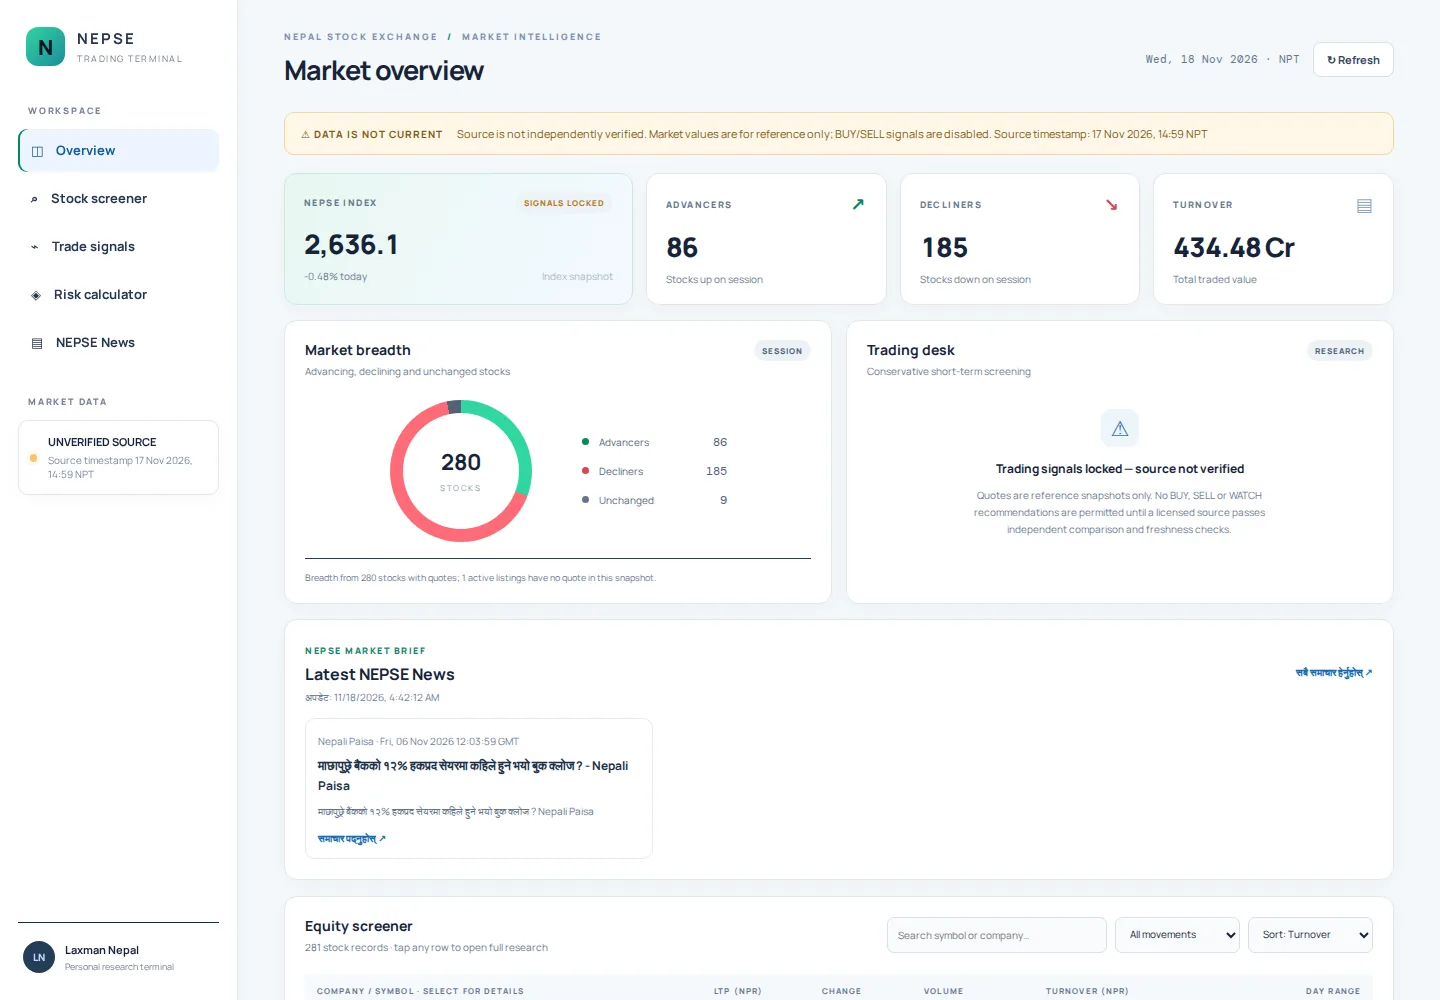 N
NEPSE
TRADING TERMINAL
WORKSPACE
Overview
Stock screener
Trade signals
Risk calculator
NEPSE News
MARKET DATA
UNVERIFIED SOURCE
Source timestamp 17 Nov 2026,
14:59 NPT
LN
Laxman Nepal
Personal research terminal
NEPAL STOCK EXCHANGE / MARKET INTELLIGENCE
Market overview
Wed, 18 Nov 2026 · NPT
↻ Refresh
⚠ DATA IS NOT CURRENT Source is not independently verified. Market values are for reference only; BUY/SELL signals are disabled. Source timestamp: 17 Nov 2026, 14:59 NPT
NEPSE INDEX
SIGNALS LOCKED
2,636.1
-0.48% today
Index snapshot
ADVANCERS ↗
86
Stocks up on session
DECLINERS ↘
185
Stocks down on session
TURNOVER
434.48 Cr
Total traded value
Market breadth
SESSION
Advancing, declining and unchanged stocks
280
STOCKS
Advancers 86
Decliners 185
Unchanged 9
Breadth from 280 stocks with quotes; 1 active listings have no quote in this snapshot.
Trading desk
RESEARCH
Conservative short-term screening
⚠
Trading signals locked — source not verified
Quotes are reference snapshots only. No BUY, SELL or WATCH
recommendations are permitted until a licensed source passes
independent comparison and freshness checks.
NEPSE MARKET BRIEF
Latest NEPSE News
सबै समाचार हेर्नुहोस् ↗
अपडेट: 11/18/2026, 4:42:12 AM
Nepali Paisa · Fri, 06 Nov 2026 12:03:59 GMT
माछापुछ्रे बैंकको १२% हकप्रद सेयरमा कहिले हुने भयो बुक क्लोज ? - Nepali
Paisa
माछापुछ्रे बैंकको १२% हकप्रद सेयरमा कहिले हुने भयो बुक क्लोज ? Nepali Paisa
समाचार पढ्नुहोस् ↗
Equity screener
281 stock records · tap any row to open full research
Search symbol or company...
All movements
Sort: Turnover
COMPANY / SYMBOL · SELECT FOR DETAILS LTP (NPR) CHANGE VOLUME TURNOVER (NPR) DAY RANGE